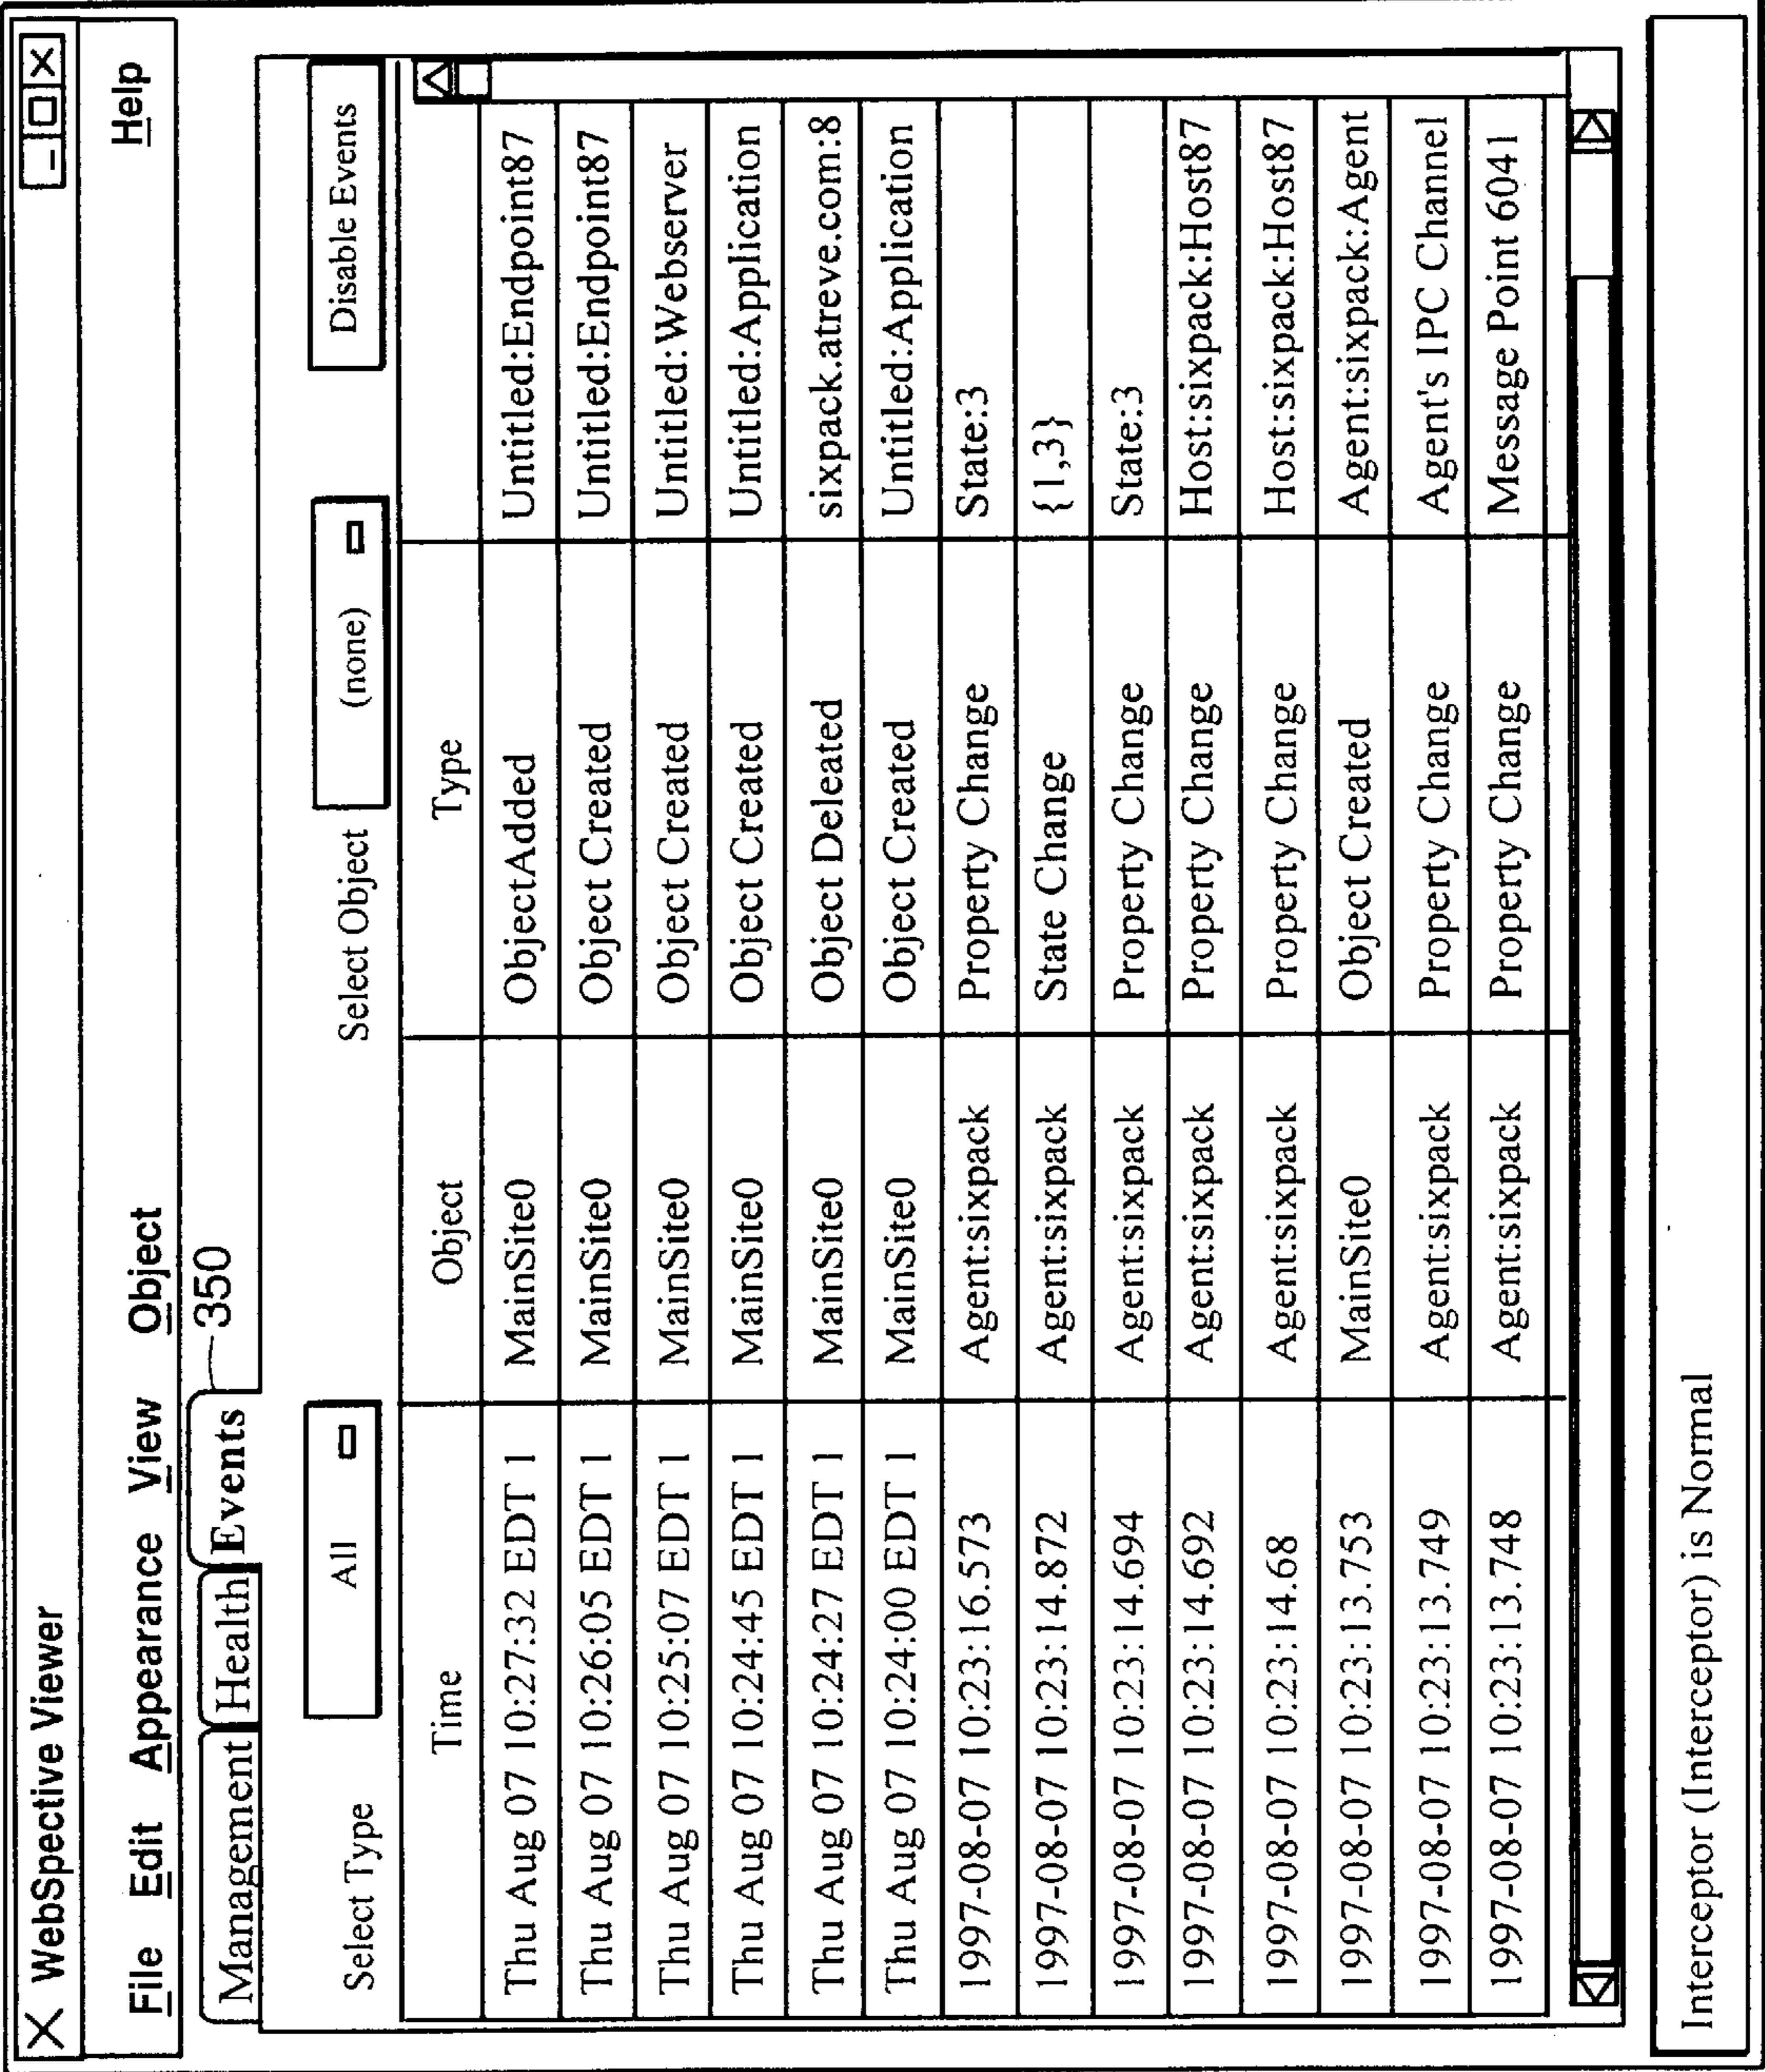 X WebSpective Viewer
File Edit Appearance View Object Help
Management Health Events 350
Select Type All Select Object (none) Disable Events
Time Object Type
Thu Aug 07 10:27:32 EDT 1 MainSite0 ObjectAdded Untitled:Endpoint87
Thu Aug 07 10:26:05 EDT 1 MainSite0 Object Created Untitled:Endpoint87
Thu Aug 07 10:25:07 EDT 1 MainSite0 Object Created Untitled:Webserver
Thu Aug 07 10:24:45 EDT 1 MainSite0 Object Created Untitled:Application
Thu Aug 07 10:24:27 EDT 1 MainSite0 Object Deleated sixpack.atreve.com:8
Thu Aug 07 10:24:00 EDT 1 MainSite0 Object Created Untitled:Application
1997-08-07 10:23:16.573 Agent:sixpack Property Change State:3
1997-08-07 10:23:14.872 Agent:sixpack State Change {1,3}
1997-08-07 10:23:14.694 Agent:sixpack Property Change State:3
1997-08-07 10:23:14.692 Agent:sixpack Property Change Host:sixpack:Host87
1997-08-07 10:23:14.68 Agent:sixpack Property Change Host:sixpack:Host87
1997-08-07 10:23:13.753 MainSite0 Object Created Agent:sixpack:Agent
1997-08-07 10:23:13.749 Agent:sixpack Property Change Agent's IPC Channel
1997-08-07 10:23:13.748 Agent:sixpack Property Change Message Point 6041
Interceptor (Interceptor) is Normal